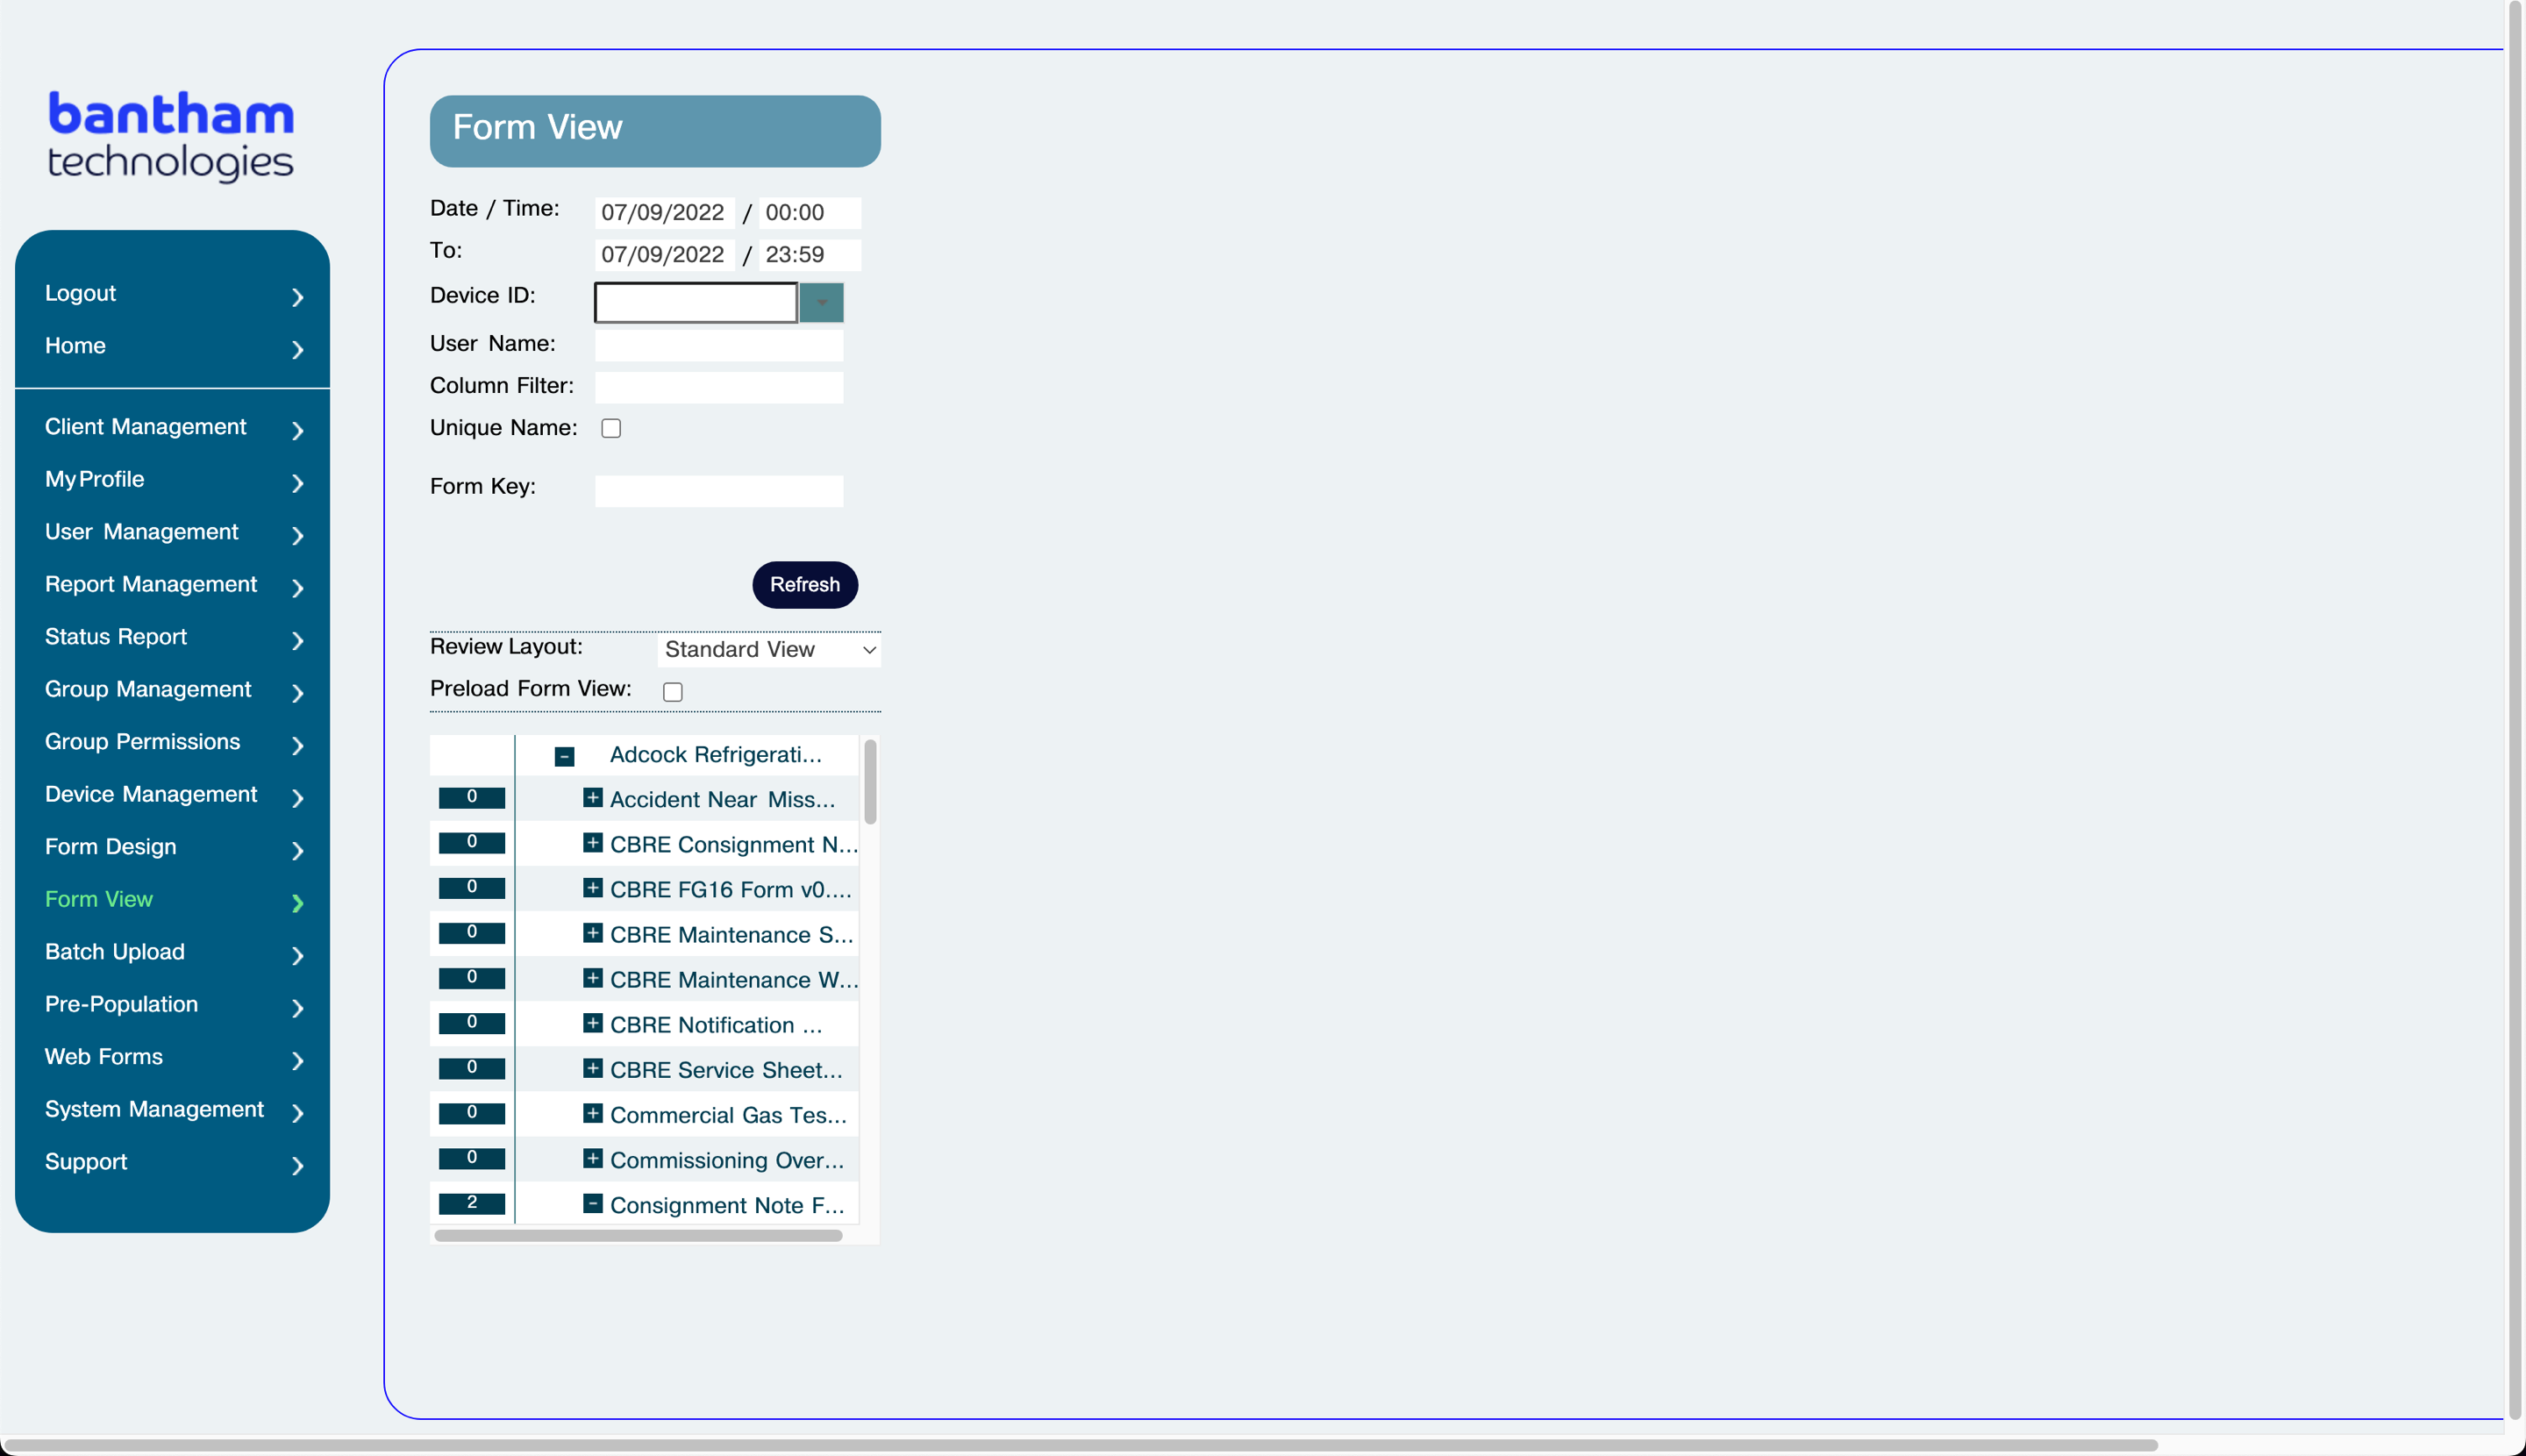 bantham
technologies
Logout
Home
Client Management
My Profile
User Management
Report Management
Status Report
Group Management
Group Permissions
Device Management
Form Design
Form View
Batch Upload
Pre-Population
Web Forms
System Management
Support
Form View
Date / Time: 07/09/2022 / 00:00
To: 07/09/2022 / 23:59
Device ID:
User Name:
Column Filter:
Unique Name:
Form Key:
Refresh
Review Layout: Standard View
Preload Form View:
Adcock Refrigerati...
0 Accident Near Miss...
0 CBRE Consignment N...
0 CBRE FG16 Form v0....
0 CBRE Maintenance S...
0 CBRE Maintenance W...
0 CBRE Notification ...
0 CBRE Service Sheet...
0 Commercial Gas Tes...
0 Commissioning Over...
2 Consignment Note F...